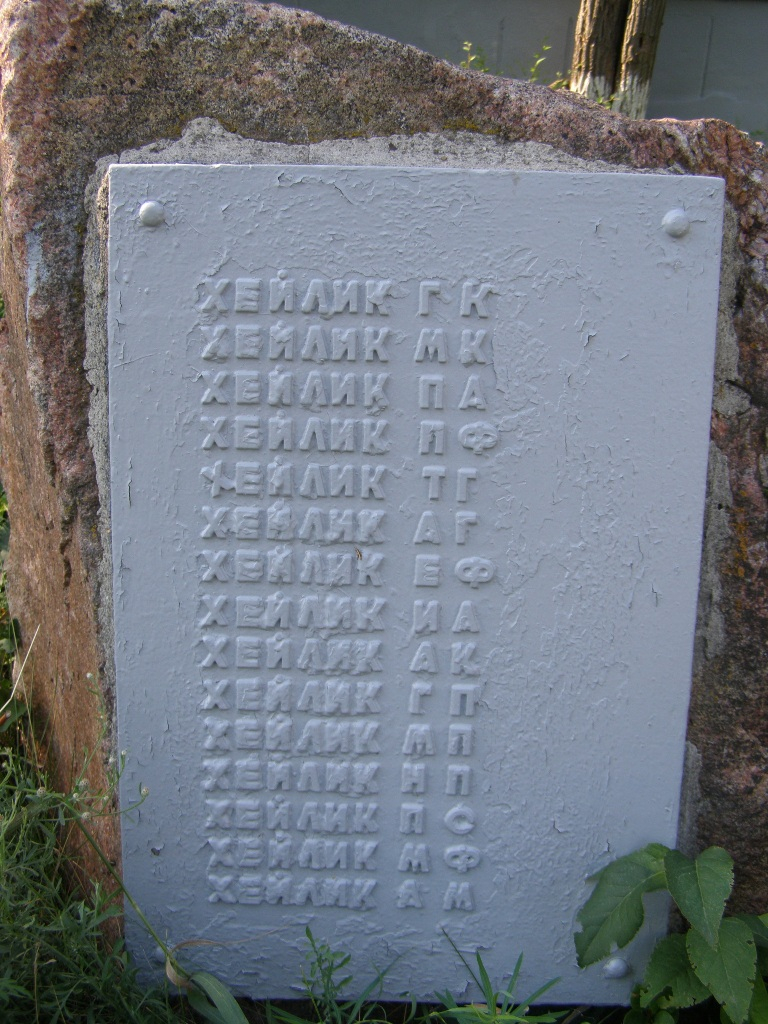 ХЕЙЛИК Г К
ХЕЙЛИК М К
ХЕЙЛИК П А
ХЕЙЛИК П Ф
ХЕЙЛИК Т Г
ХЕЙЛИК А Г
ХЕЙЛИК Е Ф
ХЕЙЛИК И А
ХЕЙЛИК А К
ХЕЙЛИК Г П
ХЕЙЛИК М П
ХЕЙЛИК Н П
ХЕЙЛИК П С
ХЕЙЛИК М Ф
ХЕЙЛИК А М